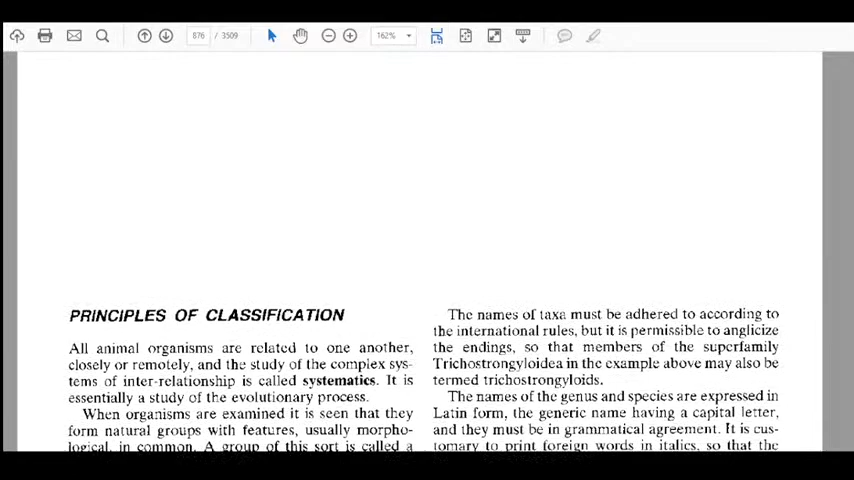 876 / 3509
162%
PRINCIPLES OF CLASSIFICATION
All animal organisms are related to one another,
closely or remotely, and the study of the complex sys-
tems of inter-relationship is called systematics. It is
essentially a study of the evolutionary process.
When organisms are examined it is seen that they
form natural groups with features, usually morpho-
logical, in common. A group of this sort is called a
The names of taxa must be adhered to according to
the international rules, but it is permissible to anglicize
the endings, so that members of the superfamily
Trichostrongyloidea in the example above may also be
termed trichostrongyloids.
The names of the genus and species are expressed in
Latin form, the generic name having a capital letter,
and they must be in grammatical agreement. It is cus-
tomary to print foreign words in italics, so that the